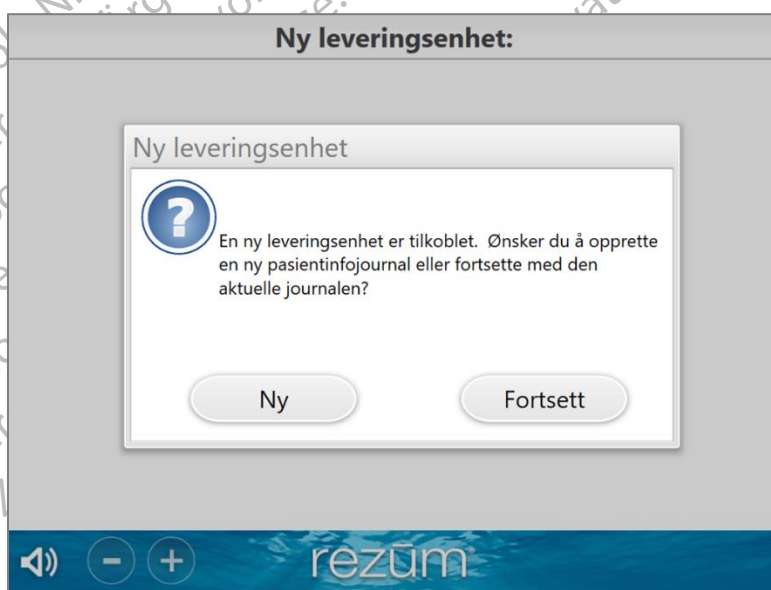 Ny leveringsenhet:
Ny leveringsenhet
?
En ny leveringsenhet er tilkoblet. Ønsker du å opprette
en ny pasientinfojournal eller fortsette med den
aktuelle journalen?
Ny
Fortsett
- +
rezūm